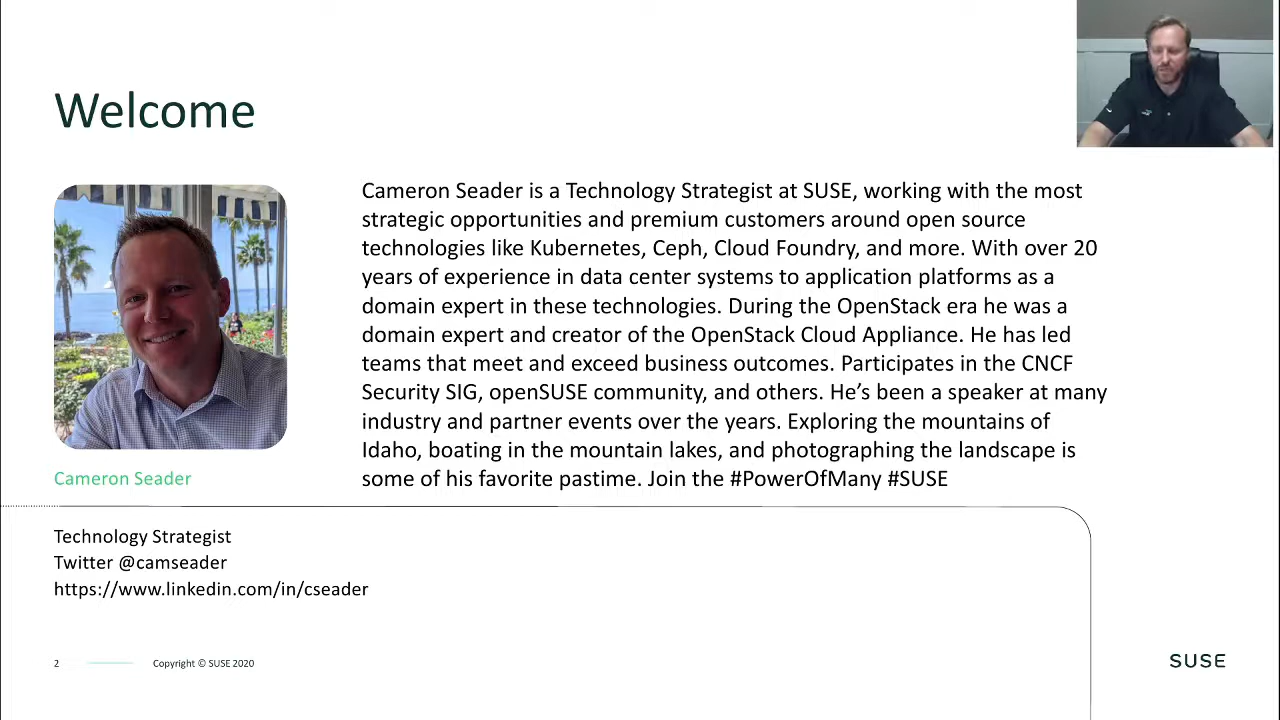 Welcome
Cameron Seader is a Technology Strategist at SUSE, working with the most
strategic opportunities and premium customers around open source
technologies like Kubernetes, Ceph, Cloud Foundry, and more. With over 20
years of experience in data center systems to application platforms as a
domain expert in these technologies. During the OpenStack era he was a
domain expert and creator of the OpenStack Cloud Appliance. He has led
teams that meet and exceed business outcomes. Participates in the CNCF
Security SIG, openSUSE community, and others. He’s been a speaker at many
industry and partner events over the years. Exploring the mountains of
Idaho, boating in the mountain lakes, and photographing the landscape is
some of his favorite pastime. Join the #PowerOfMany #SUSE
Cameron Seader
Technology Strategist
Twitter @camseader
https://www.linkedin.com/in/cseader
2
Copyright © SUSE 2020
SUSE